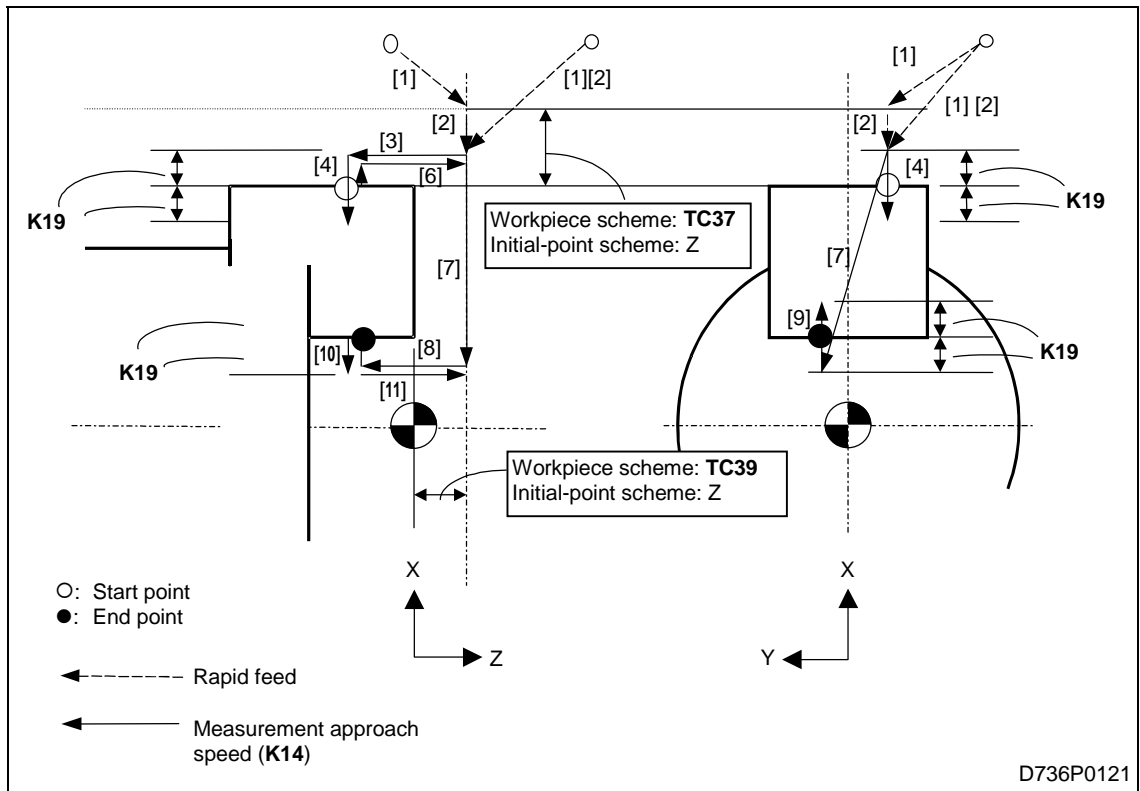 [1]
[1][2]
[1]
[1] [2]
[2]
[2]
[3]
[4]
[4]
[6]
K19
K19
Workpiece scheme: TC37
Initial-point scheme: Z
[7]
[7]
[9]
[10]
[8]
K19
K19
[11]
Workpiece scheme: TC39
Initial-point scheme: Z
X
X
Z
Y
: Start point
: End point
Rapid feed
Measurement approach
speed (K14)
D736P0121